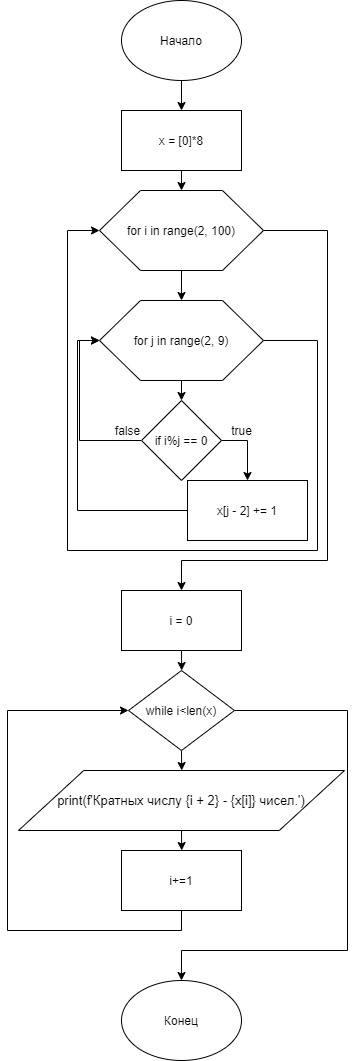 Начало
x = [0]*8
for i in range(2, 100)
for j in range(2, 9)
false
true
if i%j == 0
x[j - 2] += 1
i = 0
while i<len(x)
print(f'Кратных числу {i + 2} - {x[i]} чисел.')
i+=1
Конец